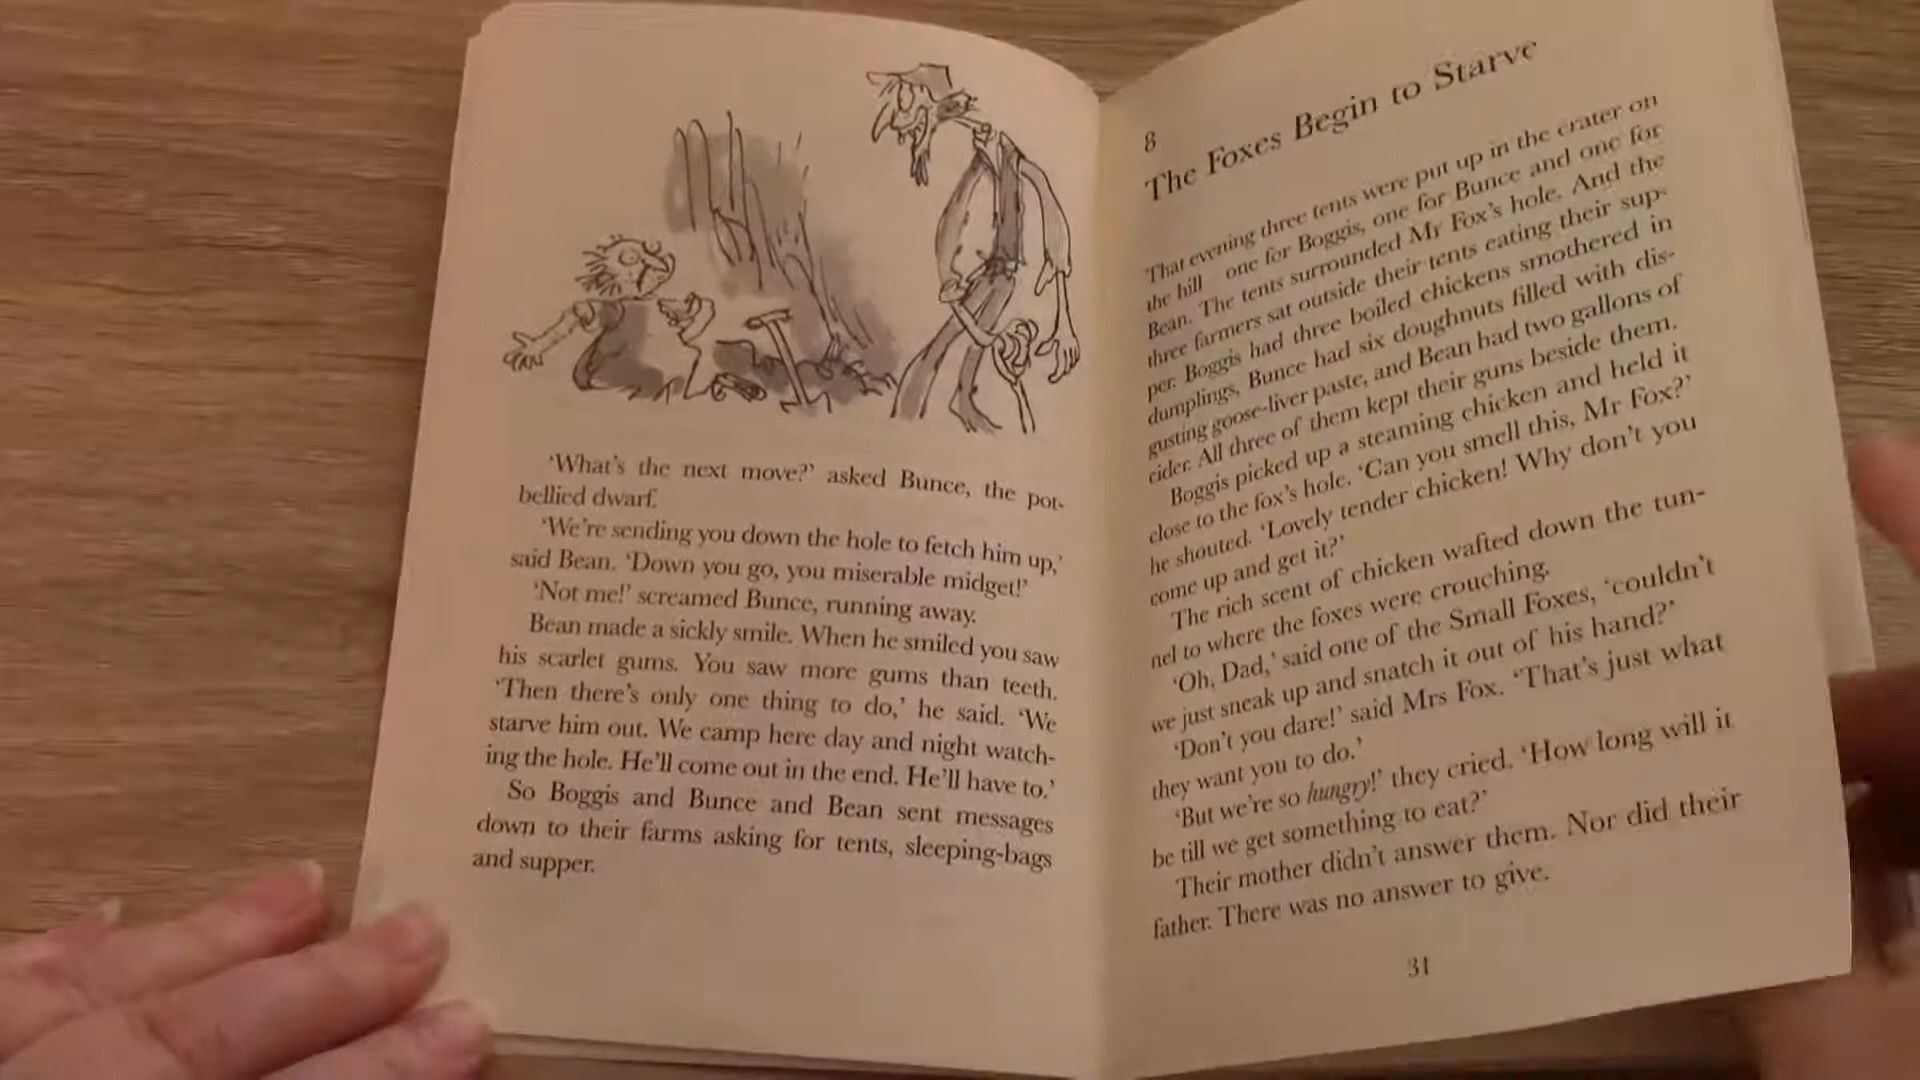 ‘What’s the next move?’ asked Bunce, the pot-
bellied dwarf.
‘We’re sending you down the hole to fetch him up,’
said Bean. ‘Down you go, you miserable midget!’
‘Not me!’ screamed Bunce, running away.
Bean made a sickly smile. When he smiled you saw
his scarlet gums. You saw more gums than teeth.
‘Then there’s only one thing to do,’ he said. ‘We
starve him out. We camp here day and night watch-
ing the hole. He’ll come out in the end. He’ll have to.’
So Boggis and Bunce and Bean sent messages
down to their farms asking for tents, sleeping-bags
and supper.
8
The Foxes Begin to Starve
That evening three tents were put up in the crater on
the hill one for Boggis, one for Bunce and one for
Bean. The tents surrounded Mr Fox’s hole. And the
three farmers sat outside their tents eating their sup-
per. Boggis had three boiled chickens smothered in
dumplings, Bunce had six doughnuts filled with dis-
gusting goose-liver paste, and Bean had two gallons of
cider. All three of them kept their guns beside them.
Boggis picked up a steaming chicken and held it
close to the fox’s hole. ‘Can you smell this, Mr Fox?’
he shouted. ‘Lovely tender chicken! Why don’t you
come up and get it?’
The rich scent of chicken wafted down the tun-
nel to where the foxes were crouching.
‘Oh, Dad,’ said one of the Small Foxes, ‘couldn’t
we just sneak up and snatch it out of his hand?’
‘Don’t you dare!’ said Mrs Fox. ‘That’s just what
they want you to do.’
‘But we’re so hungry!’ they cried. ‘How long will it
be till we get something to eat?’
Their mother didn’t answer them. Nor did their
father. There was no answer to give.
31